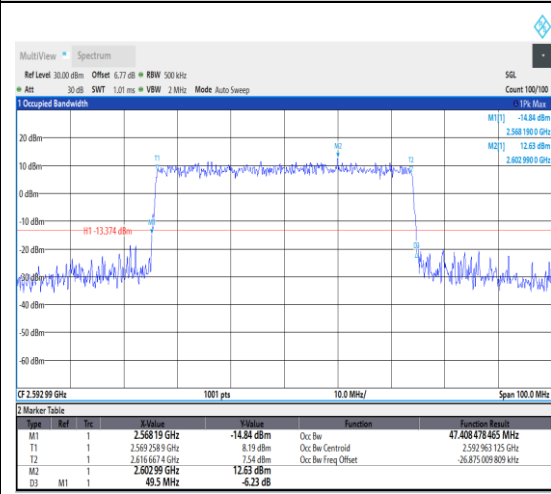 MultiView Spectrum
Ref Level 30.00 dBm Offset 6.77 dB RBW 500 kHz SGL
Att 30 dB SWT 1.01 ms VBW 2 MHz Mode Auto Sweep Count 100/100
1 Occupied Bandwidth 1Pk Max
M1[1] -14.84 dBm
2.568 190 0 GHz
M2[1] 12.63 dBm
2.602 990 0 GHz
20 dBm
M2
T1 T2
10 dBm
0 dBm
-10 dBm
M1
H1 -13.374 dBm
-20 dBm
D3
-30 dBm
-40 dBm
-50 dBm
-60 dBm
CF 2.592 99 GHz 1001 pts 10.0 MHz/ Span 100.0 MHz
2 Marker Table
Type Ref Trc X-Value Y-Value Function Function Result
M1 1 2.568 19 GHz -14.84 dBm Occ Bw 47.408 478 465 MHz
T1 1 2.569 258 9 GHz 8.19 dBm Occ Bw Centroid 2.592 963 125 GHz
T2 1 2.616 667 4 GHz 7.54 dBm Occ Bw Freq Offset -26.875 009 809 kHz
M2 1 2.602 99 GHz 12.63 dBm
D3 M1 1 49.5 MHz -6.23 dB